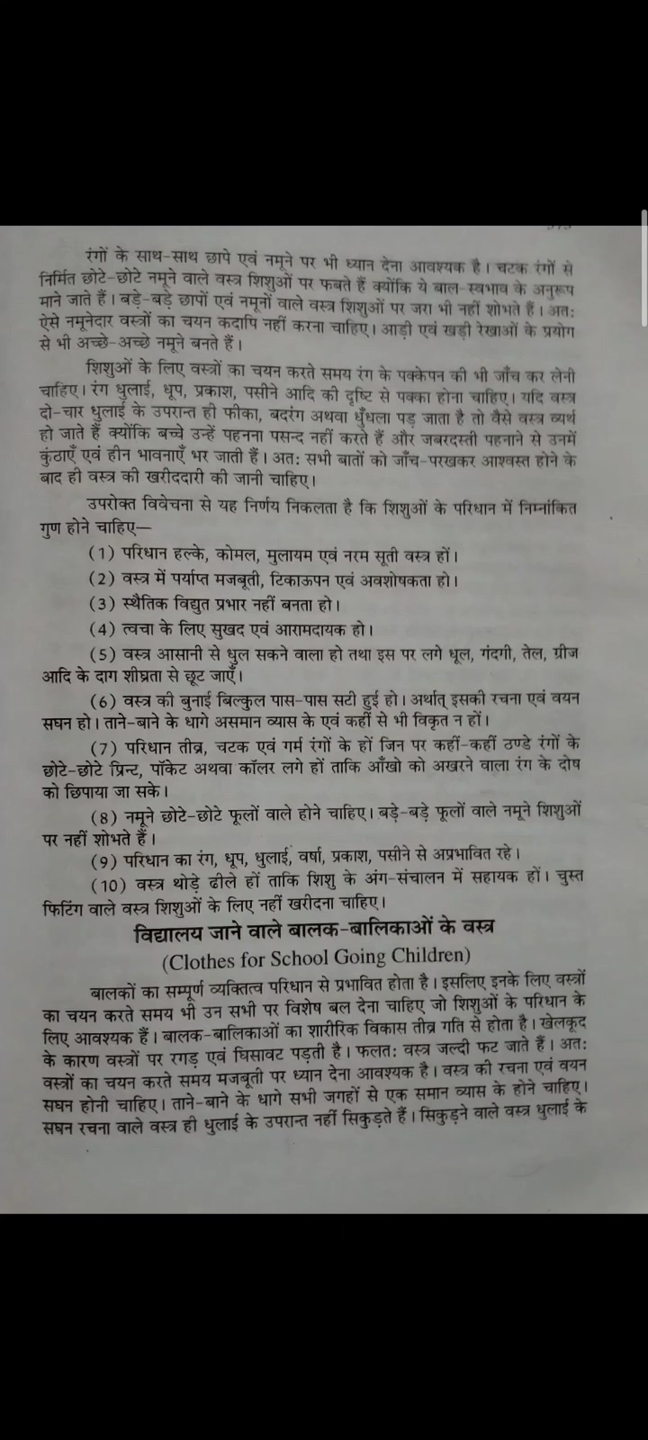 रंगों के साथ-साथ छापे एवं नमूने पर भी ध्यान देना आवश्यक है। चटक रंगों से
निर्मित छोटे-छोटे नमूने वाले वस्त्र शिशुओं पर फबते हैं क्योंकि ये बाल-स्वभाव के अनुरूप
माने जाते हैं। बड़े-बड़े छापों एवं नमूनों वाले वस्त्र शिशुओं पर जरा भी नहीं शोभते हैं। अतः
ऐसे नमूनेदार वस्त्रों का चयन कदापि नहीं करना चाहिए। आड़ी एवं खड़ी रेखाओं के प्रयोग
से भी अच्छे-अच्छे नमूने बनते हैं।
शिशुओं के लिए वस्त्रों का चयन करते समय रंग के पक्केपन की भी जाँच कर लेनी
चाहिए। रंग धुलाई, धूप, प्रकाश, पसीने आदि की दृष्टि से पक्का होना चाहिए। यदि वस्त्र
दो-चार धुलाई के उपरान्त ही फीका, बदरंग अथवा धुँधला पड़ जाता है तो वैसे वस्त्र व्यर्थ
हो जाते हैं क्योंकि बच्चे उन्हें पहनना पसन्द नहीं करते हैं और जबरदस्ती पहनाने से उनमें
कुंठाएँ एवं हीन भावनाएँ भर जाती हैं। अतः सभी बातों को जाँच-परखकर आश्वस्त होने के
बाद ही वस्त्र की खरीददारी की जानी चाहिए।
उपरोक्त विवेचना से यह निर्णय निकलता है कि शिशुओं के परिधान में निम्नांकित
गुण होने चाहिए—
(1) परिधान हल्के, कोमल, मुलायम एवं नरम सूती वस्त्र हों।
(2) वस्त्र में पर्याप्त मजबूती, टिकाऊपन एवं अवशोषकता हो।
(3) स्थैतिक विद्युत प्रभार नहीं बनता हो।
(4) त्वचा के लिए सुखद एवं आरामदायक हो।
(5) वस्त्र आसानी से धुल सकने वाला हो तथा इस पर लगे धूल, गंदगी, तेल, ग्रीज
आदि के दाग शीघ्रता से छूट जाएँ।
(6) वस्त्र की बुनाई बिल्कुल पास-पास सटी हुई हो। अर्थात् इसकी रचना एवं वयन
सघन हो। ताने-बाने के धागे असमान व्यास के एवं कहीं से भी विकृत न हों।
(7) परिधान तीव्र, चटक एवं गर्म रंगों के हों जिन पर कहीं-कहीं ठण्डे रंगों के
छोटे-छोटे प्रिन्ट, पॉकेट अथवा कॉलर लगे हों ताकि आँखो को अखरने वाला रंग के दोष
को छिपाया जा सके।
(8) नमूने छोटे-छोटे फूलों वाले होने चाहिए। बड़े-बड़े फूलों वाले नमूने शिशुओं
पर नहीं शोभते हैं।
(9) परिधान का रंग, धूप, धुलाई, वर्षा, प्रकाश, पसीने से अप्रभावित रहे।
(10) वस्त्र थोड़े ढीले हों ताकि शिशु के अंग-संचालन में सहायक हों। चुस्त
फिटिंग वाले वस्त्र शिशुओं के लिए नहीं खरीदना चाहिए।
विद्यालय जाने वाले बालक-बालिकाओं के वस्त्र
(Clothes for School Going Children)
बालकों का सम्पूर्ण व्यक्तित्व परिधान से प्रभावित होता है। इसलिए इनके लिए वस्त्रों
का चयन करते समय भी उन सभी पर विशेष बल देना चाहिए जो शिशुओं के परिधान के
लिए आवश्यक हैं। बालक-बालिकाओं का शारीरिक विकास तीव्र गति से होता है। खेलकूद
के कारण वस्त्रों पर रगड़ एवं घिसावट पड़ती है। फलतः वस्त्र जल्दी फट जाते हैं। अतः
वस्त्रों का चयन करते समय मजबूती पर ध्यान देना आवश्यक है। वस्त्र की रचना एवं वयन
सघन होनी चाहिए। ताने-बाने के धागे सभी जगहों से एक समान व्यास के होने चाहिए।
सघन रचना वाले वस्त्र ही धुलाई के उपरान्त नहीं सिकुड़ते हैं। सिकुड़ने वाले वस्त्र धुलाई के